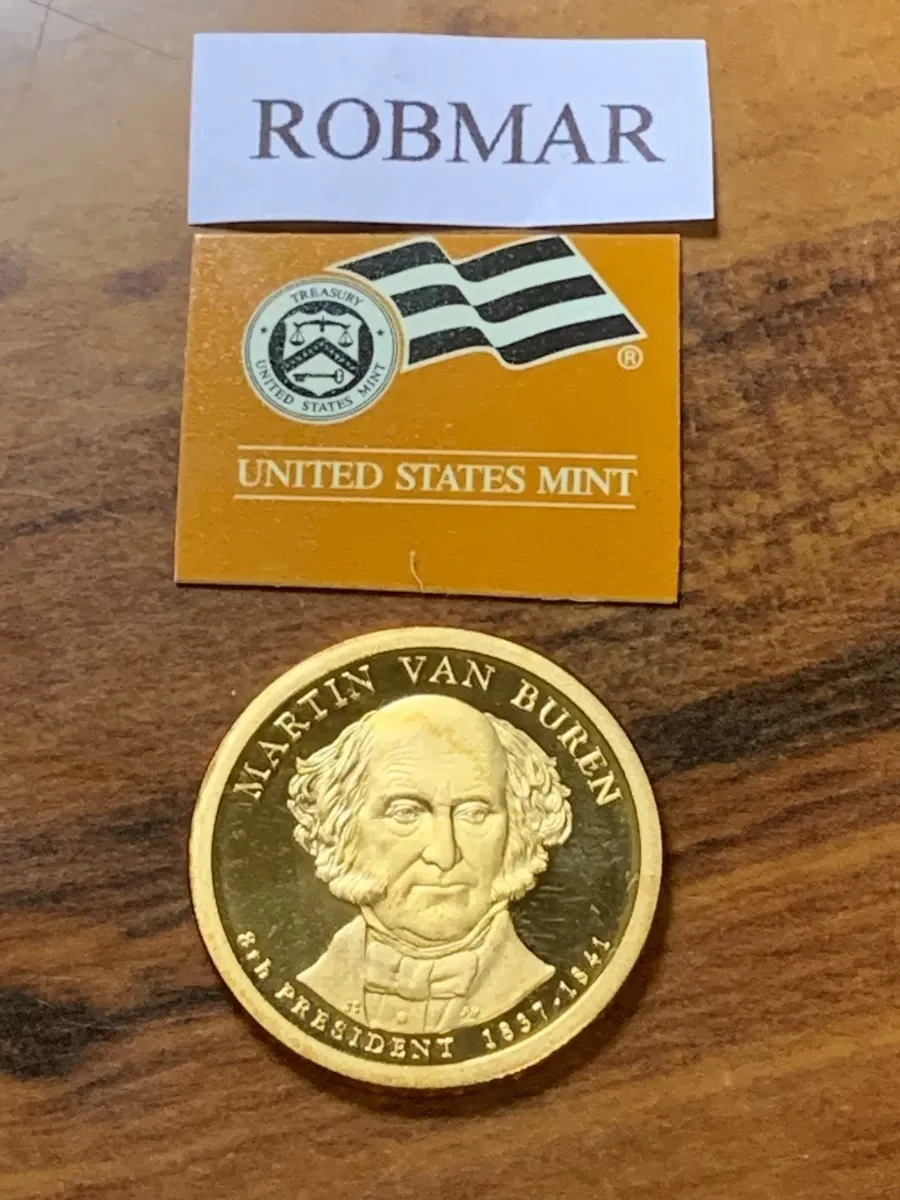 ROBMAR
TREASURY
UNITED STATES MINT
®
UNITED STATES MINT
MARTIN VAN BUREN
8th PRESIDENT 1837-1841